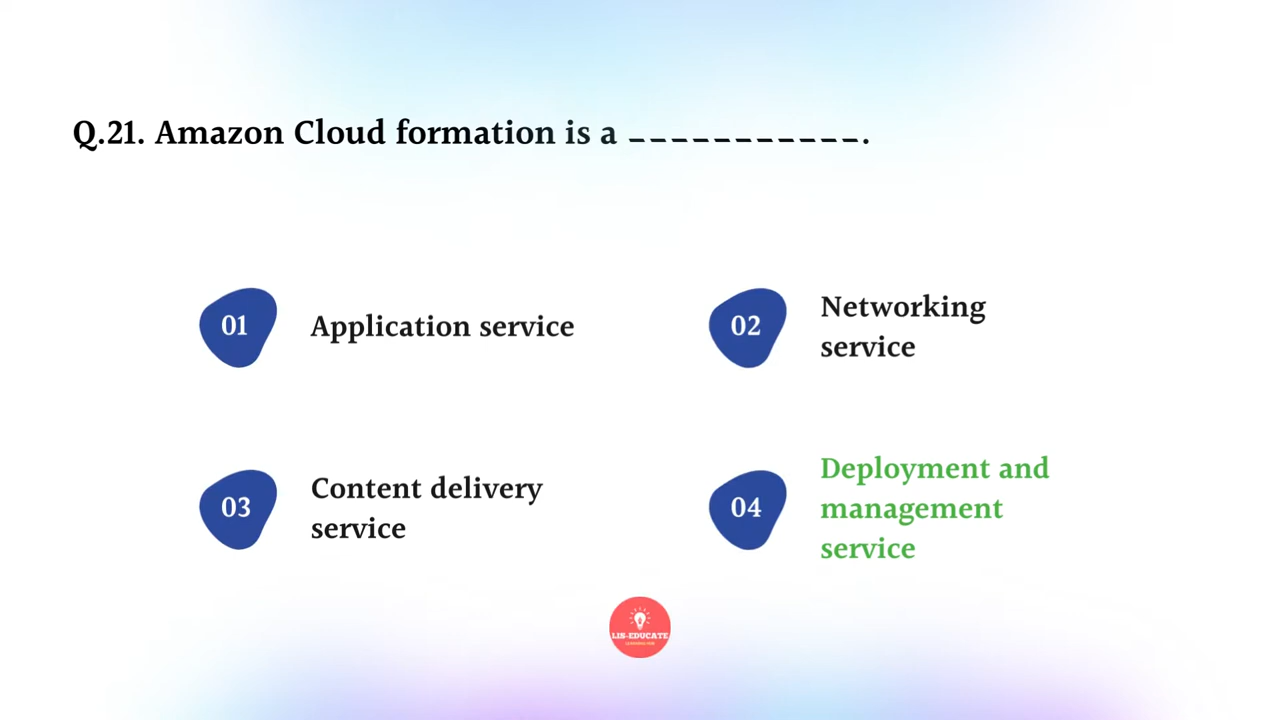 Q.21. Amazon Cloud formation is a ___________.
01
Application service
02
Networking
service
03
Content delivery
service
04
Deployment and
management
service
LIS-EDUCATE